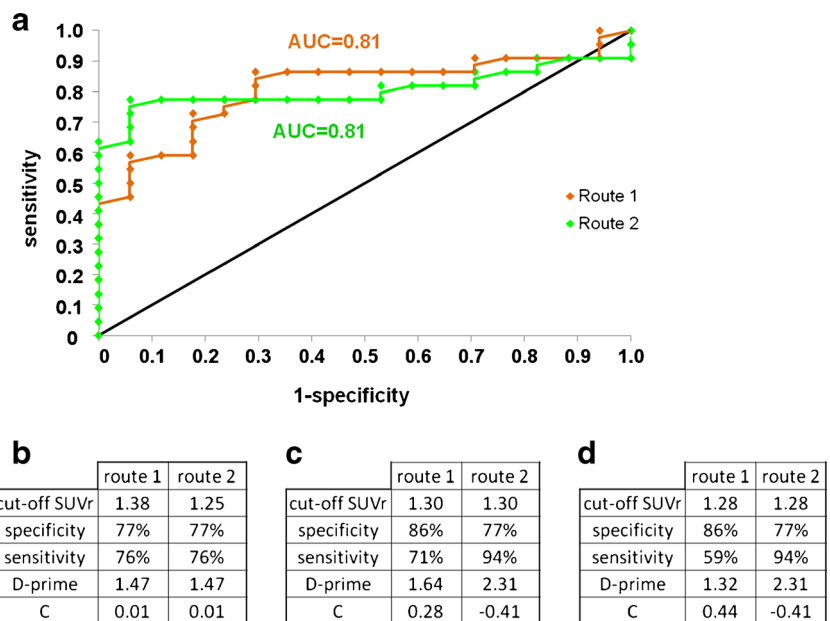 a
AUC=0.81
AUC=0.81
sensitivity
1.0
0.9
0.8
0.7
0.6
0.5
0.4
0.3
0.2
0.1
0
0 0.1 0.2 0.3 0.4 0.5 0.6 0.7 0.8 0.9 1.0
1-specificity
Route 1
Route 2
b
route 1 route 2
cut-off SUVr 1.38 1.25
specificity 77% 77%
sensitivity 76% 76%
D-prime 1.47 1.47
C 0.01 0.01
c
route 1 route 2
cut-off SUVr 1.30 1.30
specificity 86% 77%
sensitivity 71% 94%
D-prime 1.64 2.31
C 0.28 -0.41
d
route 1 route 2
cut-off SUVr 1.28 1.28
specificity 86% 77%
sensitivity 59% 94%
D-prime 1.32 2.31
C 0.44 -0.41